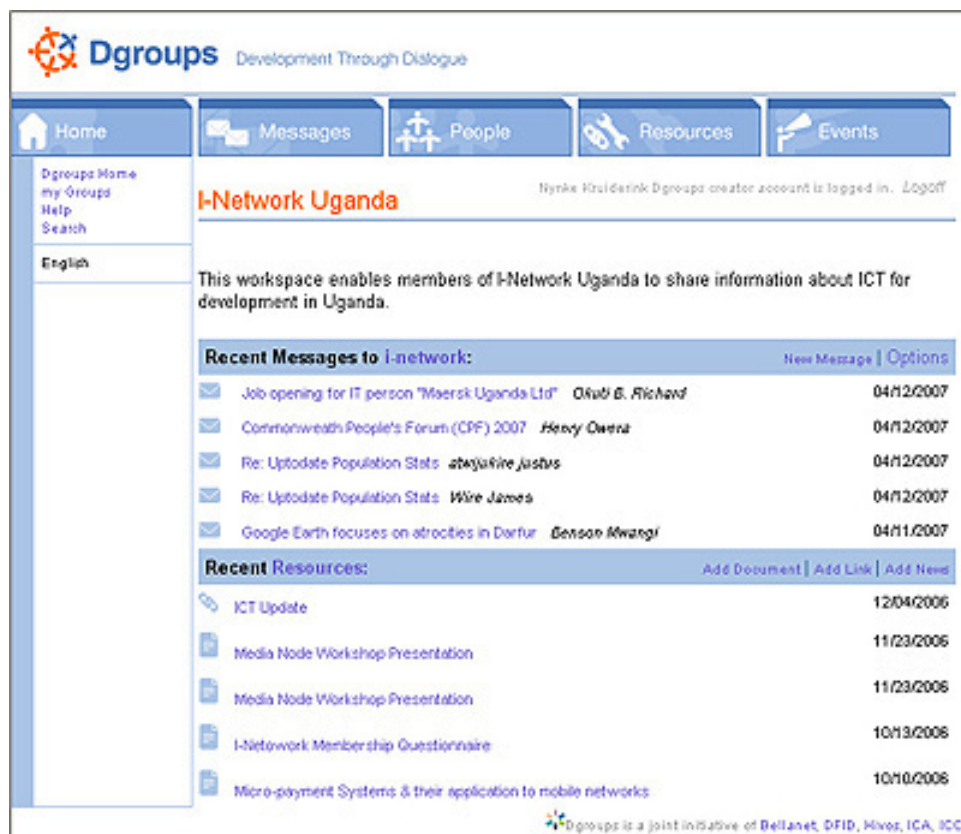 Dgroups Development Through Dialogue
Home Messages People Resources Events
Dgroups Home
my Groups
Help
Search
English
Nynke Kruiderink Dgroups creator account is logged in. Logoff
I-Network Uganda
This workspace enables members of I-Network Uganda to share information about ICT for
development in Uganda.
Recent Messages to i-network: New Message | Options
Job opening for IT person "Maersk Uganda Ltd" Okuti B. Richard 04/12/2007
Commonweath People's Forum (CPF) 2007 Henry Owera 04/12/2007
Re: Uptodate Population Stats atwijukire justus 04/12/2007
Re: Uptodate Population Stats Wire James 04/12/2007
Google Earth focuses on atrocities in Darfur Benson Mwangi 04/11/2007
Recent Resources: Add Document | Add Link | Add News
ICT Update 12/04/2006
Media Node Workshop Presentation 11/23/2006
Media Node Workshop Presentation 11/23/2006
I-Netowork Membership Questionnaire 10/13/2006
Micro-payment Systems & their application to mobile networks 10/10/2006
Dgroups is a joint initiative of Bellanet, DFID, Hivos, ICA, ICC